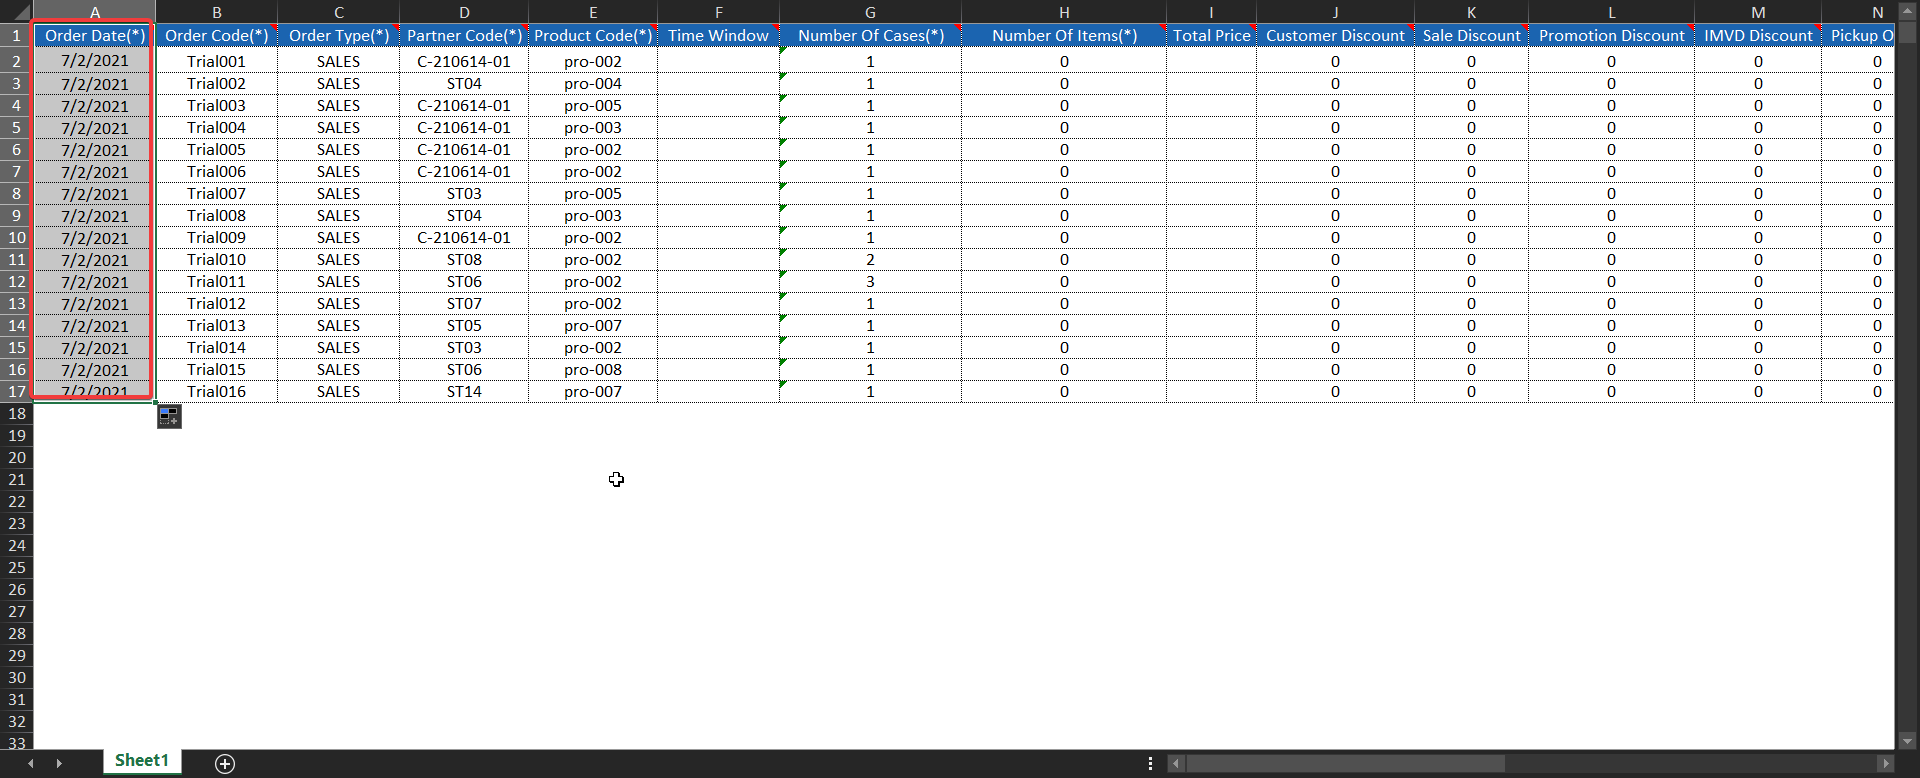 A B C D E F G H I J K L M N
1 Order Date(*) Order Code(*) Order Type(*) Partner Code(*) Product Code(*) Time Window Number Of Cases(*) Number Of Items(*) Total Price Customer Discount Sale Discount Promotion Discount IMVD Discount Pickup O
2 7/2/2021 Trial001 SALES C-210614-01 pro-002 1 0 0 0 0 0 0
3 7/2/2021 Trial002 SALES ST04 pro-004 1 0 0 0 0 0 0
4 7/2/2021 Trial003 SALES C-210614-01 pro-005 1 0 0 0 0 0 0
5 7/2/2021 Trial004 SALES C-210614-01 pro-003 1 0 0 0 0 0 0
6 7/2/2021 Trial005 SALES C-210614-01 pro-002 1 0 0 0 0 0 0
7 7/2/2021 Trial006 SALES C-210614-01 pro-002 1 0 0 0 0 0 0
8 7/2/2021 Trial007 SALES ST03 pro-005 1 0 0 0 0 0 0
9 7/2/2021 Trial008 SALES ST04 pro-003 1 0 0 0 0 0 0
10 7/2/2021 Trial009 SALES C-210614-01 pro-002 1 0 0 0 0 0 0
11 7/2/2021 Trial010 SALES ST08 pro-002 2 0 0 0 0 0 0
12 7/2/2021 Trial011 SALES ST06 pro-002 3 0 0 0 0 0 0
13 7/2/2021 Trial012 SALES ST07 pro-002 1 0 0 0 0 0 0
14 7/2/2021 Trial013 SALES ST05 pro-007 1 0 0 0 0 0 0
15 7/2/2021 Trial014 SALES ST03 pro-002 1 0 0 0 0 0 0
16 7/2/2021 Trial015 SALES ST06 pro-008 1 0 0 0 0 0 0
17 7/2/2021 Trial016 SALES ST14 pro-007 1 0 0 0 0 0 0
18
19
20
21
22
23
24
25
26
27
28
29
30
31
32
33
Sheet1